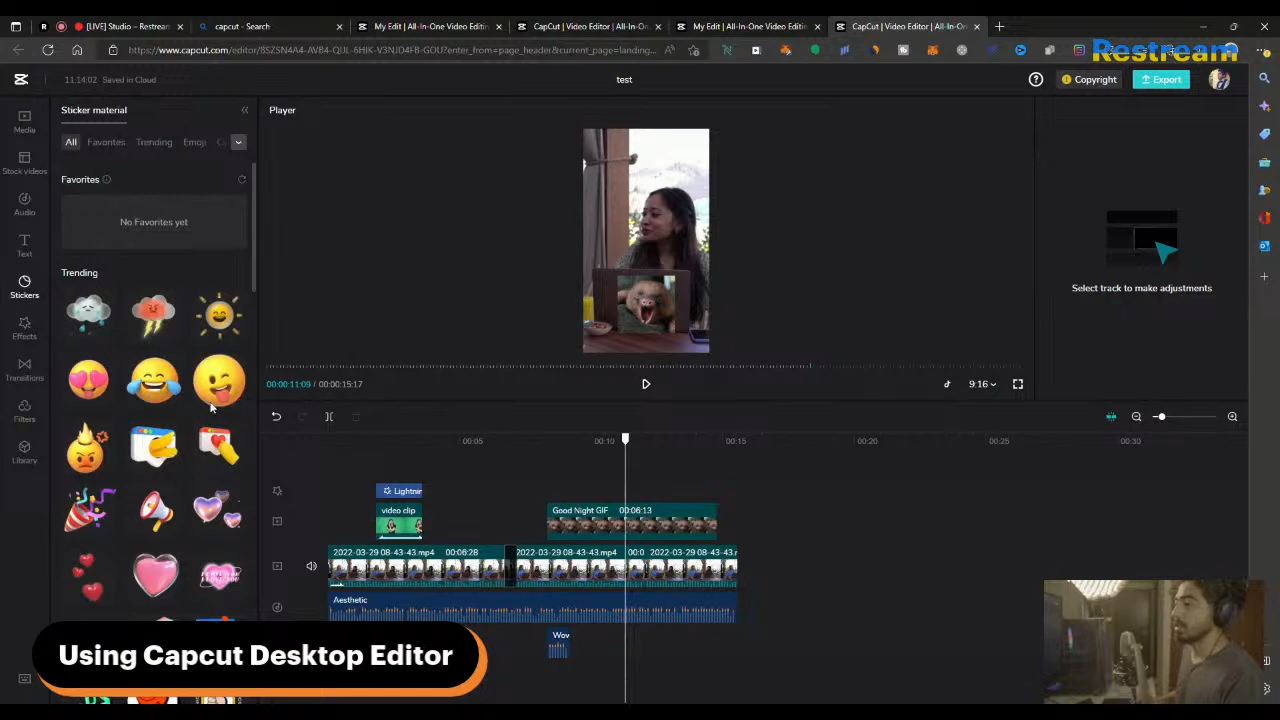 [LIVE] Studio – Restream
capcut - Search
My Edit | All-In-One Video Editin
CapCut | Video Editor | All-In-O
My Edit | All-In-One Video Editin
CapCut | Video Editor | All-In-O
Restream
11:14:02 Saved in Cloud
test
Copyright
Export
Media
Stock videos
Audio
Text
Stickers
Effects
Transitions
Filters
Library
Sticker material
All Favorites Trending Emoji
Favorites
No Favorites yet
Trending
Player
Select track to make adjustments
00:00:11:09 / 00:00:15:17
9:16
00:05 00:10 00:15 00:20 00:25 00:30
Lightnin
video clip
Good Night GIF 00:06:13
2022-03-29 08-43-43.mp4 00:06:28
2022-03-29 08-43-43.mp4 00:0
2022-03-29 08-43-43.r
Aesthetic
Wov
Using Capcut Desktop Editor